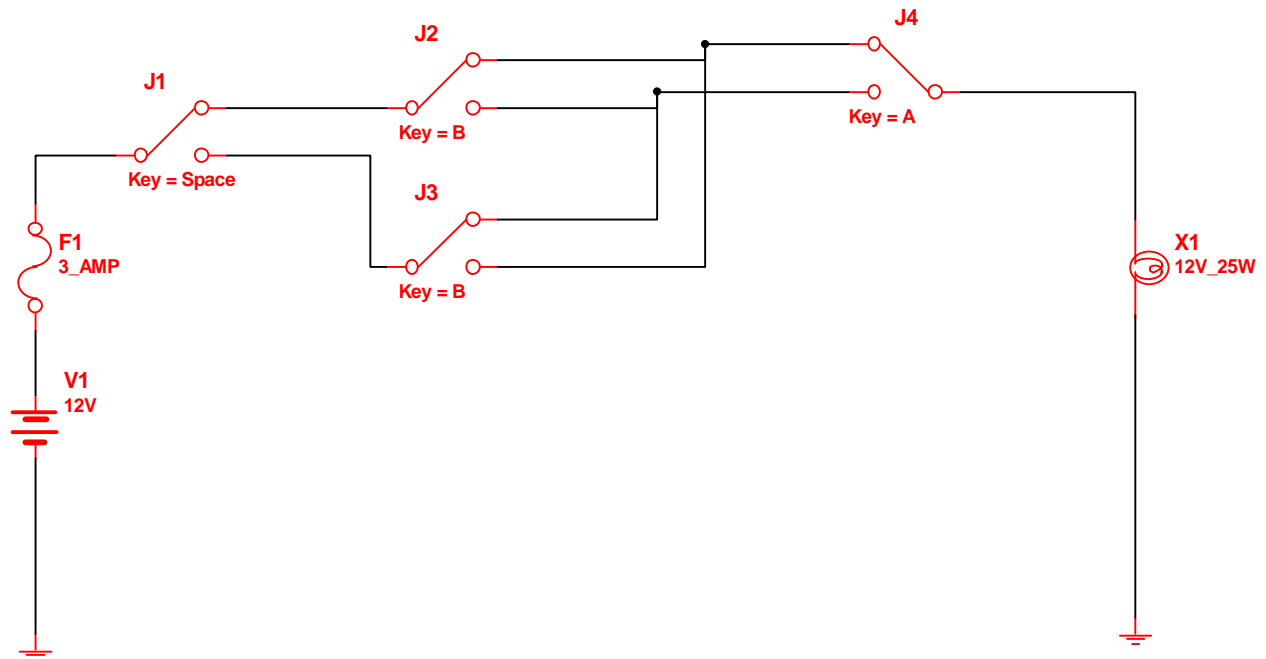 J4
J2
J1
Key = B
Key = A
Key = Space
J3
F1
3_AMP
X1
12V_25W
Key = B
V1
12V